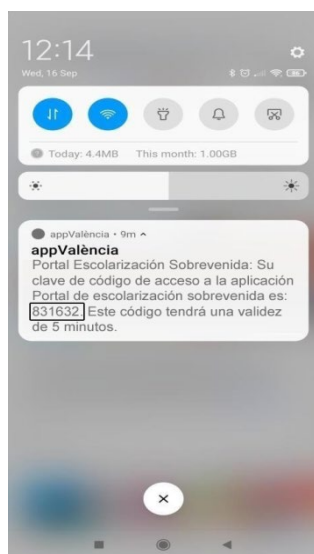 12:14
Wed, 16 Sep
Today: 4.4MB This month: 1.00GB
appValència • 9m
appValència
Portal Escolarización Sobrevenida: Su
clave de código de acceso a la aplicación
Portal de escolarización sobrevenida es:
831632. Este código tendrá una validez
de 5 minutos.